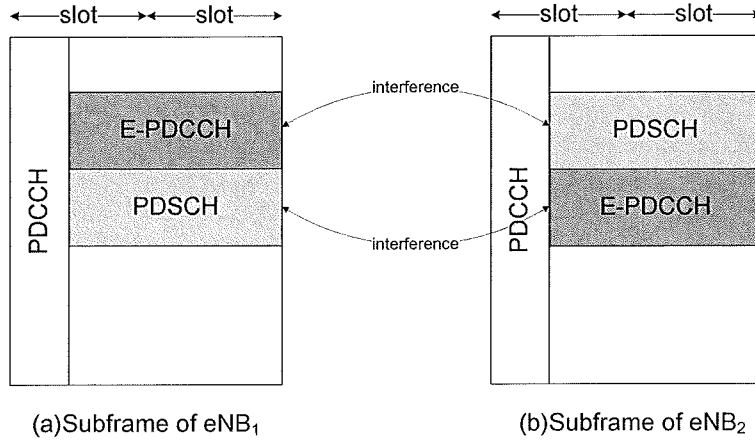 slot slot slot slot
interference
E-PDCCH PDSCH
PDCCH PDCCH
PDSCH E-PDCCH
interference
(a)Subframe of eNB₁ (b)Subframe of eNB₂